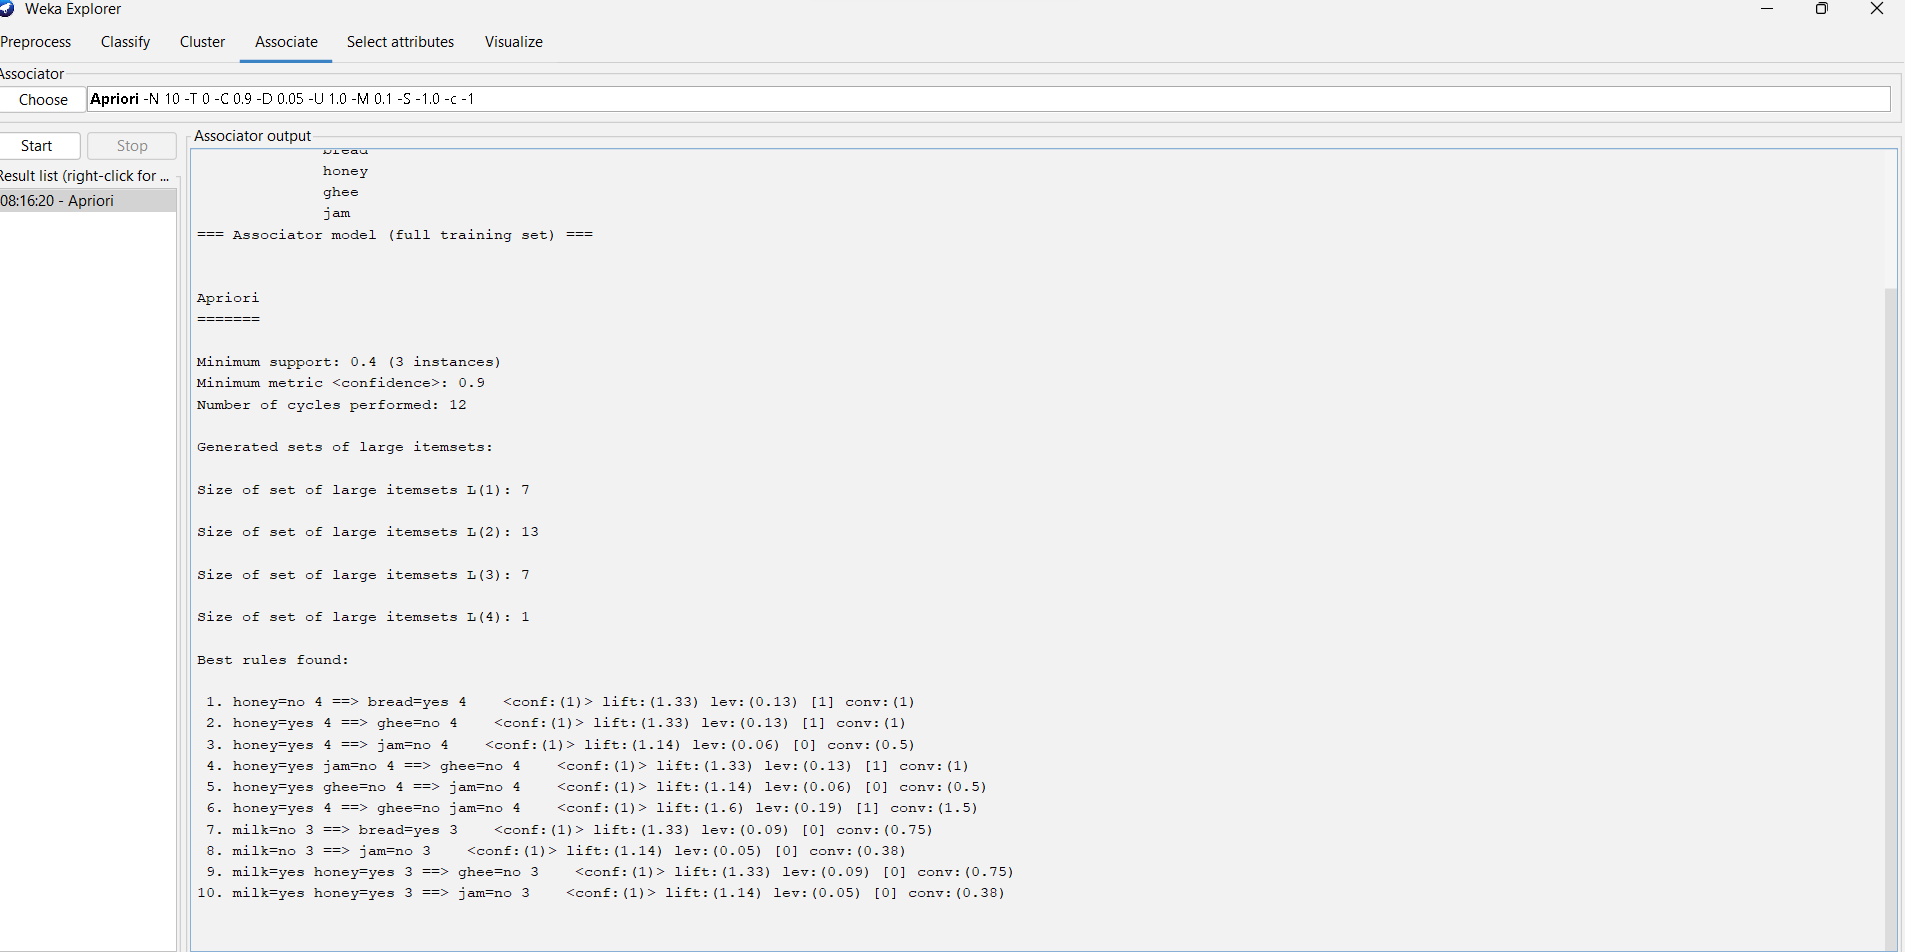 Weka Explorer
Preprocess Classify Cluster Associate Select attributes Visualize
Associator
Choose Apriori -N 10 -T 0 -C 0.9 -D 0.05 -U 1.0 -M 0.1 -S -1.0 -c -1
Start Stop
Associator output
Result list (right-click for ...
08:16:20 - Apriori
bread
honey
ghee
jam
=== Associator model (full training set) ===
Apriori
=======
Minimum support: 0.4 (3 instances)
Minimum metric <confidence>: 0.9
Number of cycles performed: 12
Generated sets of large itemsets:
Size of set of large itemsets L(1): 7
Size of set of large itemsets L(2): 13
Size of set of large itemsets L(3): 7
Size of set of large itemsets L(4): 1
Best rules found:
1. honey=no 4 ==> bread=yes 4    <conf:(1)> lift:(1.33) lev:(0.13) [1] conv:(1)
2. honey=yes 4 ==> ghee=no 4    <conf:(1)> lift:(1.33) lev:(0.13) [1] conv:(1)
3. honey=yes 4 ==> jam=no 4    <conf:(1)> lift:(1.14) lev:(0.06) [0] conv:(0.5)
4. honey=yes jam=no 4 ==> ghee=no 4    <conf:(1)> lift:(1.33) lev:(0.13) [1] conv:(1)
5. honey=yes ghee=no 4 ==> jam=no 4    <conf:(1)> lift:(1.14) lev:(0.06) [0] conv:(0.5)
6. honey=yes 4 ==> ghee=no jam=no 4    <conf:(1)> lift:(1.6) lev:(0.19) [1] conv:(1.5)
7. milk=no 3 ==> bread=yes 3    <conf:(1)> lift:(1.33) lev:(0.09) [0] conv:(0.75)
8. milk=no 3 ==> jam=no 3    <conf:(1)> lift:(1.14) lev:(0.05) [0] conv:(0.38)
9. milk=yes honey=yes 3 ==> ghee=no 3    <conf:(1)> lift:(1.33) lev:(0.09) [0] conv:(0.75)
10. milk=yes honey=yes 3 ==> jam=no 3    <conf:(1)> lift:(1.14) lev:(0.05) [0] conv:(0.38)